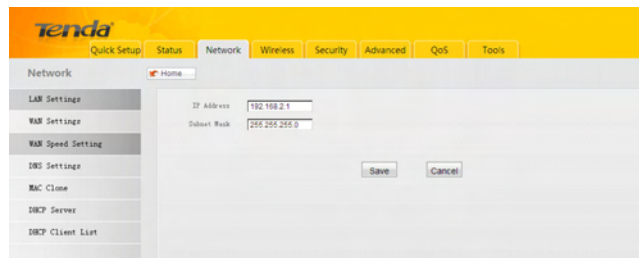 Tenda
Quick Setup Status Network Wireless Security Advanced QoS Tools
Network Home
LAN Settings
WAN Settings
WAN Speed Setting
DNS Settings
MAC Clone
DHCP Server
DHCP Client List
IP Address 192.168.2.1
Subnet Mask 255.255.255.0
Save Cancel